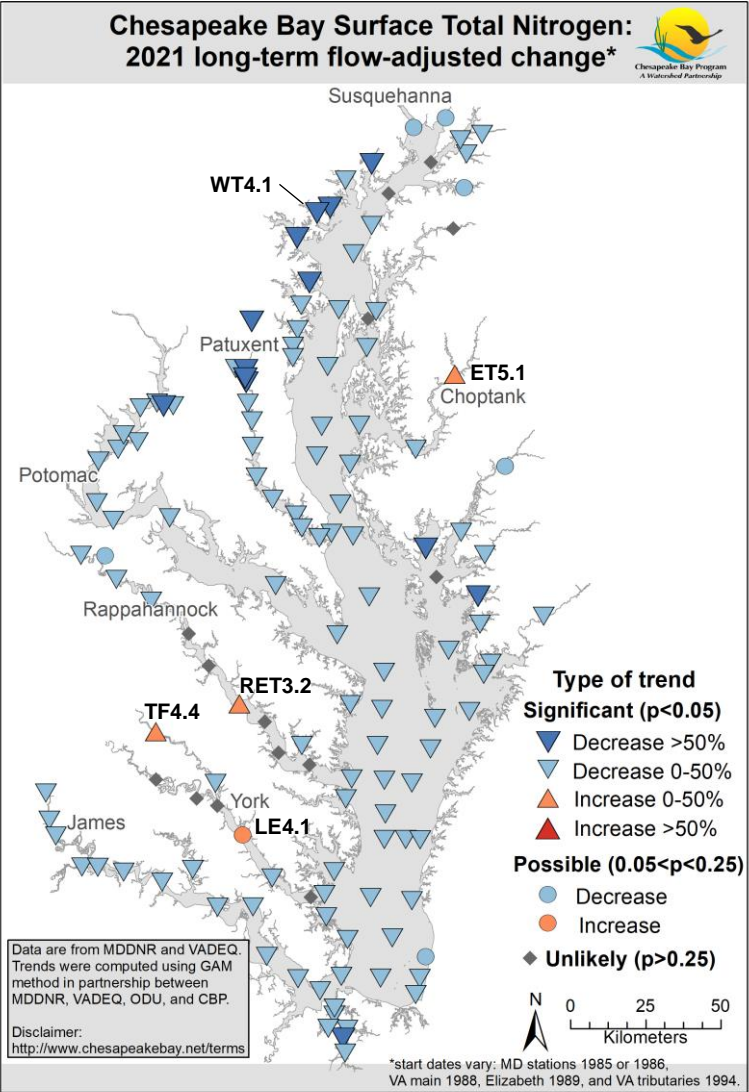 Chesapeake Bay Surface Total Nitrogen:
2021 long-term flow-adjusted change*
Chesapeake Bay Program
A Watershed Partnership
Susquehanna
WT4.1
Patuxent
ET5.1
Choptank
Potomac
Rappahannock
RET3.2
TF4.4
York
LE4.1
James
Type of trend
Significant (p<0.05)
Decrease >50%
Decrease 0-50%
Increase 0-50%
Increase >50%
Possible (0.05<p<0.25)
Decrease
Increase
Unlikely (p>0.25)
N
0 25 50
Kilometers
Data are from MDDNR and VADEQ.
Trends were computed using GAM
method in partnership between
MDDNR, VADEQ, ODU, and CBP.
Disclaimer:
http://www.chesapeakebay.net/terms
*start dates vary: MD stations 1985 or 1986,
VA main 1988, Elizabeth 1989, and VA tributaries 1994.